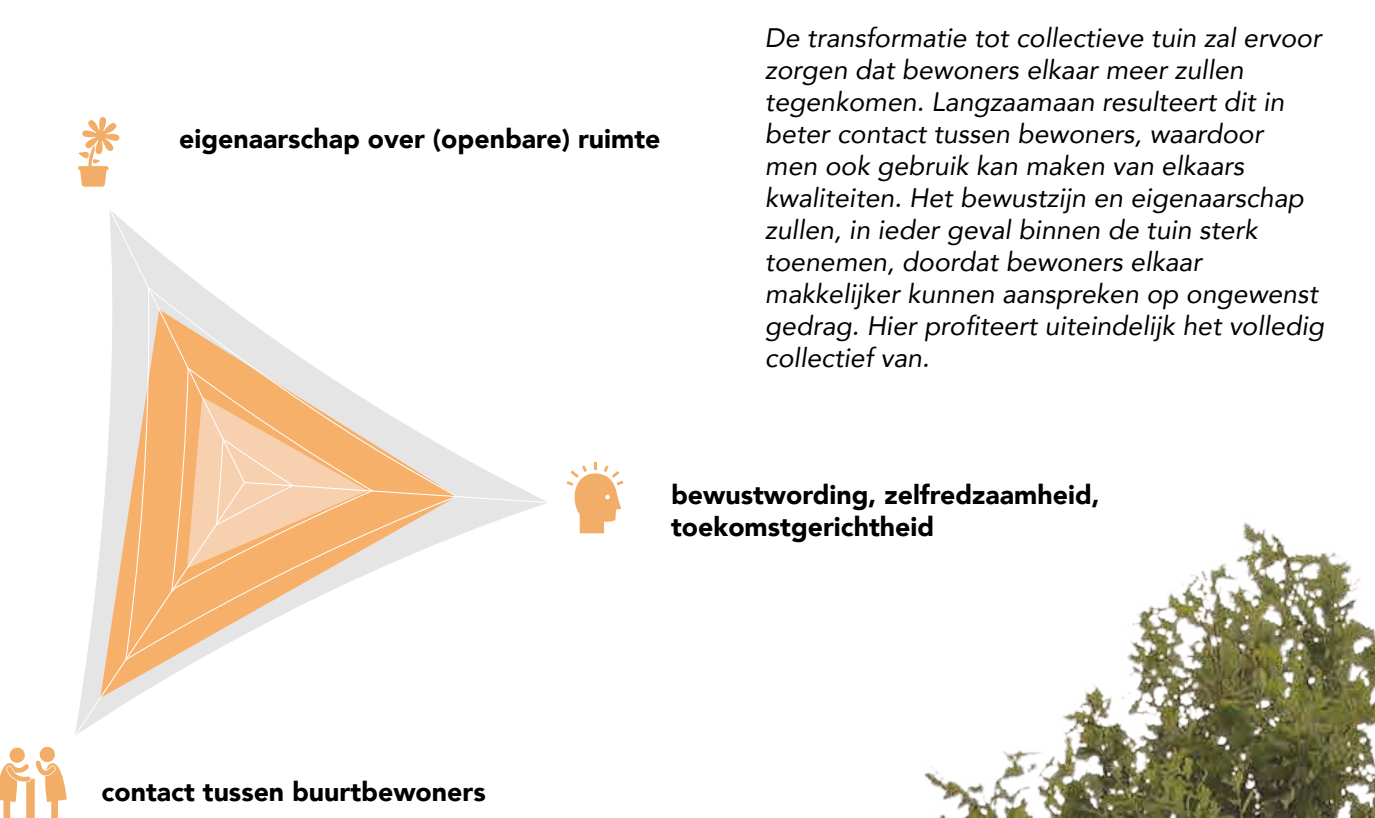 De transformatie tot collectieve tuin zal ervoor
zorgen dat bewoners elkaar meer zullen
tegenkomen. Langzaamaan resulteert dit in
beter contact tussen bewoners, waardoor
men ook gebruik kan maken van elkaars
kwaliteiten. Het bewustzijn en eigenaarschap
zullen, in ieder geval binnen de tuin sterk
toenemen, doordat bewoners elkaar
makkelijker kunnen aanspreken op ongewenst
gedrag. Hier profiteert uiteindelijk het volledig
collectief van.
eigenaarschap over (openbare) ruimte
bewustwording, zelfredzaamheid,
toekomstgerichtheid
contact tussen buurtbewoners